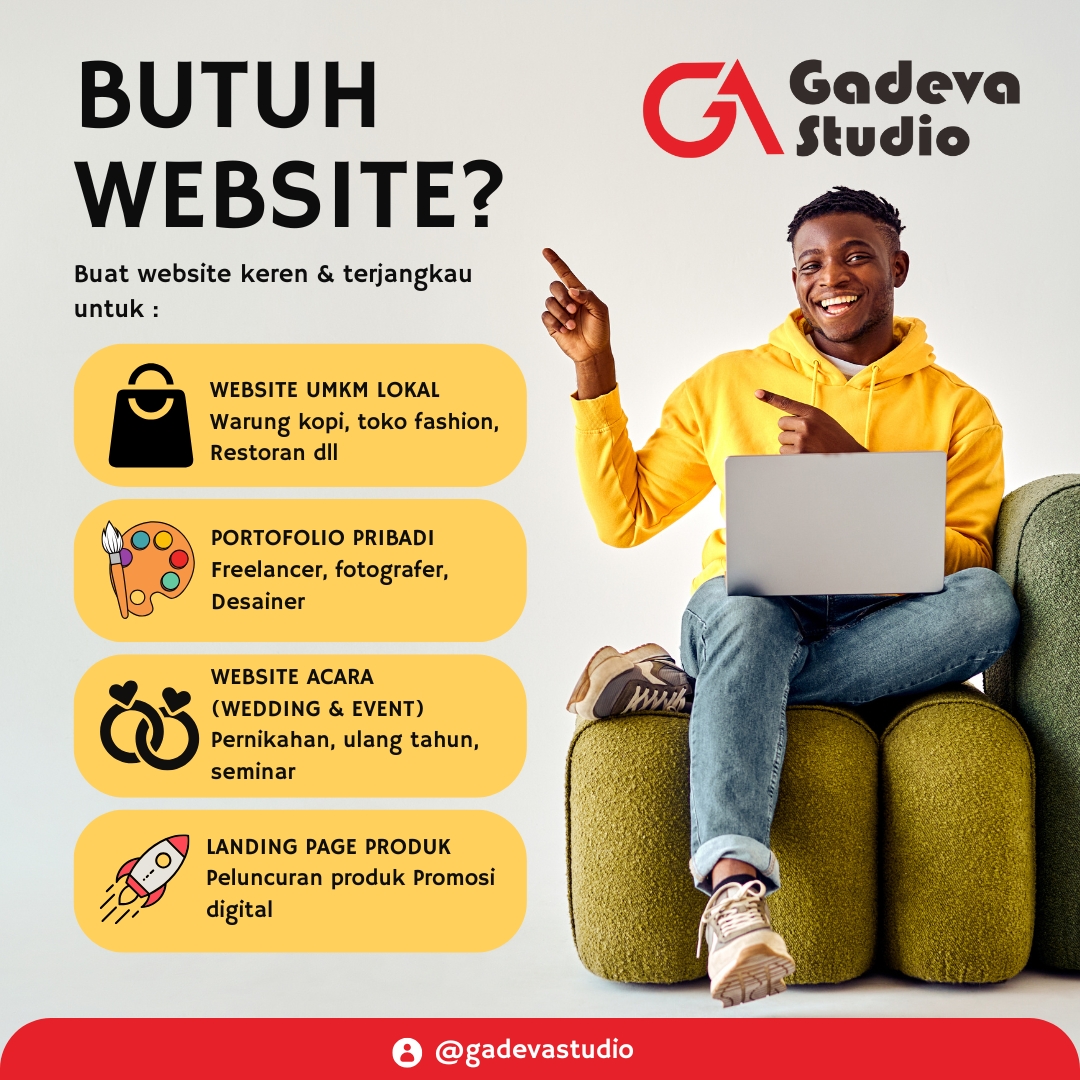 BUTUH
WEBSITE?
Gadeva
Studio
Buat website keren & terjangkau
untuk :
WEBSITE UMKM LOKAL
Warung kopi, toko fashion,
Restoran dll
PORTOFOLIO PRIBADI
Freelancer, fotografer,
Desainer
WEBSITE ACARA
(WEDDING & EVENT)
Pernikahan, ulang tahun,
seminar
LANDING PAGE PRODUK
Peluncuran produk Promosi
digital
@gadevastudio